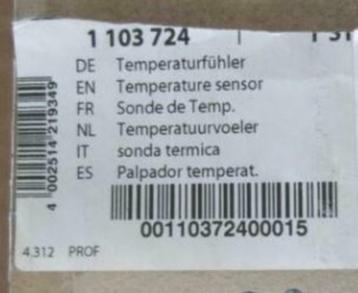 1 103 724
DE Temperaturfühler
EN Temperature sensor
FR Sonde de Temp.
NL Temperatuurvoeler
IT sonda termica
ES Palpador temperat.
00110372400015
4 002514 219349
4.312 PROF